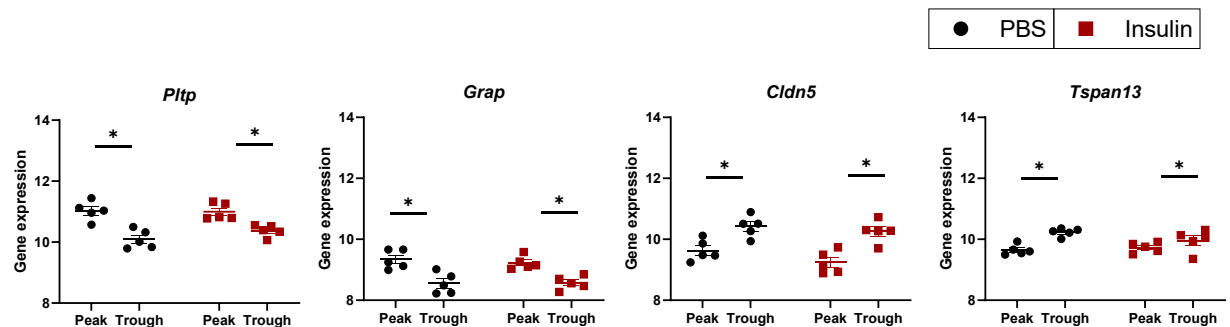 PBS Insulin
Pltp
Gene expression
14
12
10
8
* *
Peak Trough Peak Trough
Grap
Gene expression
14
12
10
8
* *
Peak Trough Peak Trough
Cldn5
Gene expression
14
12
10
8
* *
Peak Trough Peak Trough
Tspan13
Gene expression
14
12
10
8
* *
Peak Trough Peak Trough